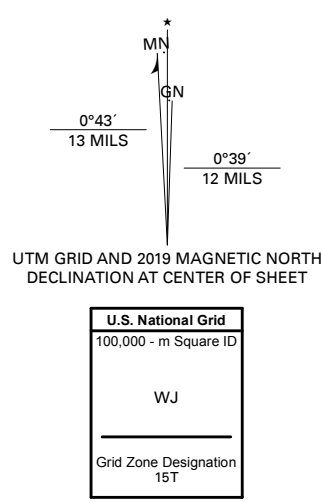 ★
MN
GN
0°43´
13 MILS
0°39´
12 MILS
UTM GRID AND 2019 MAGNETIC NORTH
DECLINATION AT CENTER OF SHEET
U.S. National Grid
100,000 - m Square ID
WJ
Grid Zone Designation
15T